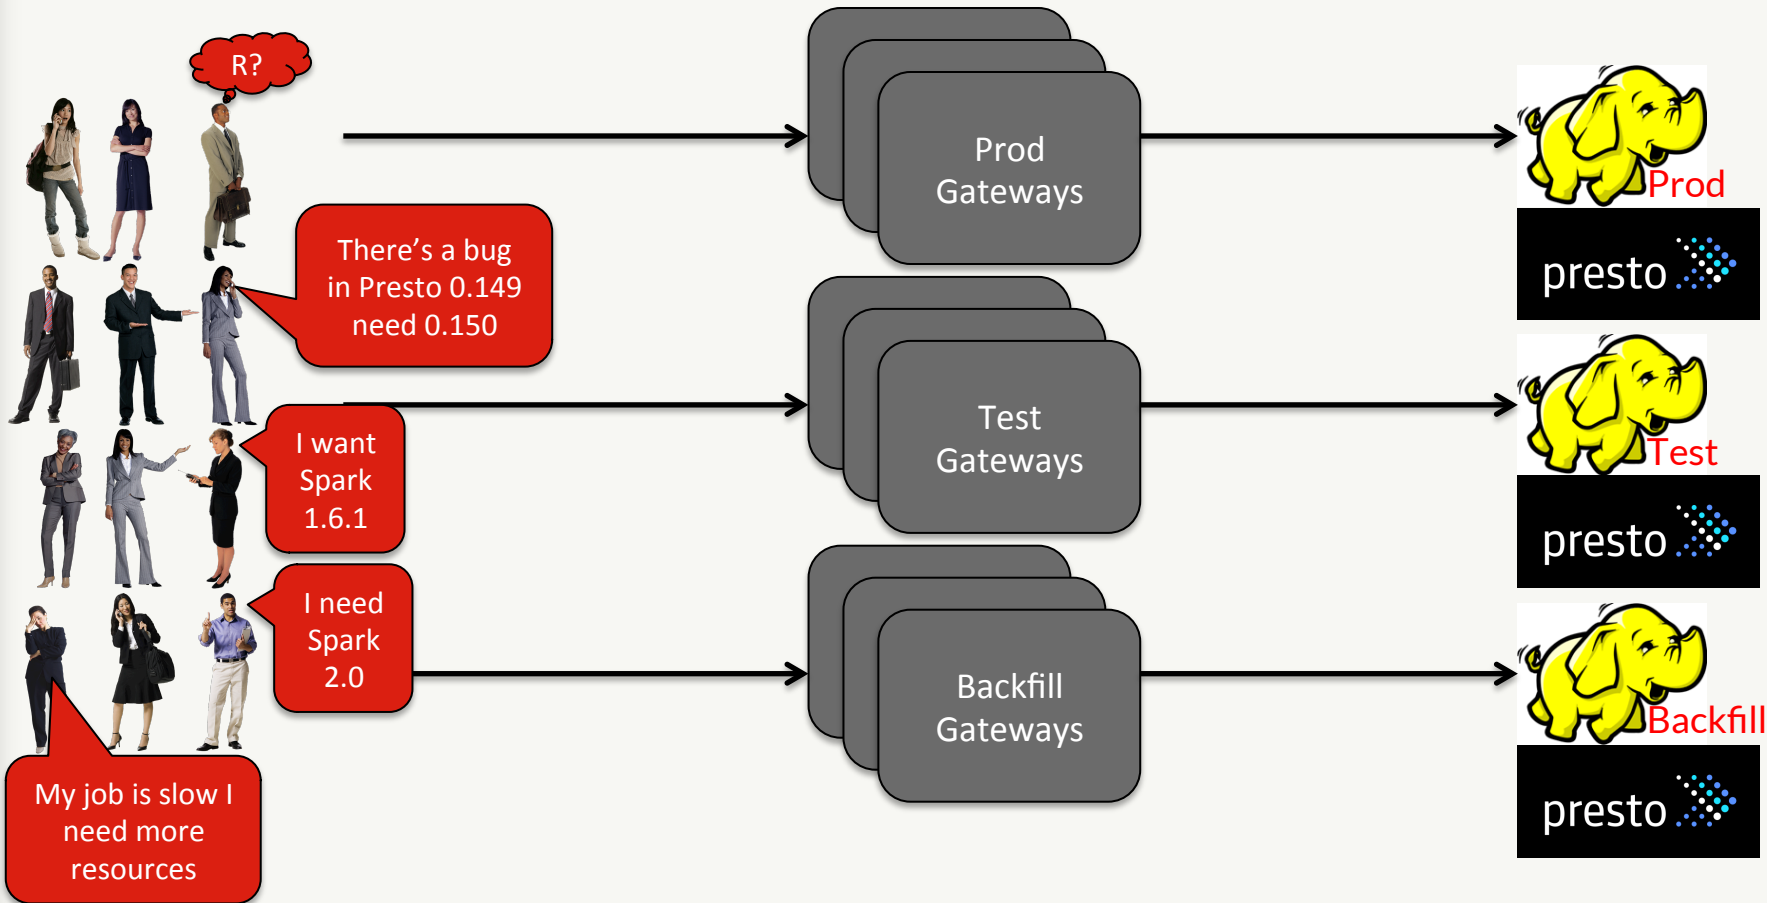 R?
There’s a bug
in Presto 0.149
need 0.150
I want
Spark
1.6.1
I need
Spark
2.0
My job is slow I
need more
resources
Prod
Gateways
Test
Gateways
Backfill
Gateways
Prod
presto
Test
presto
Backfill
presto